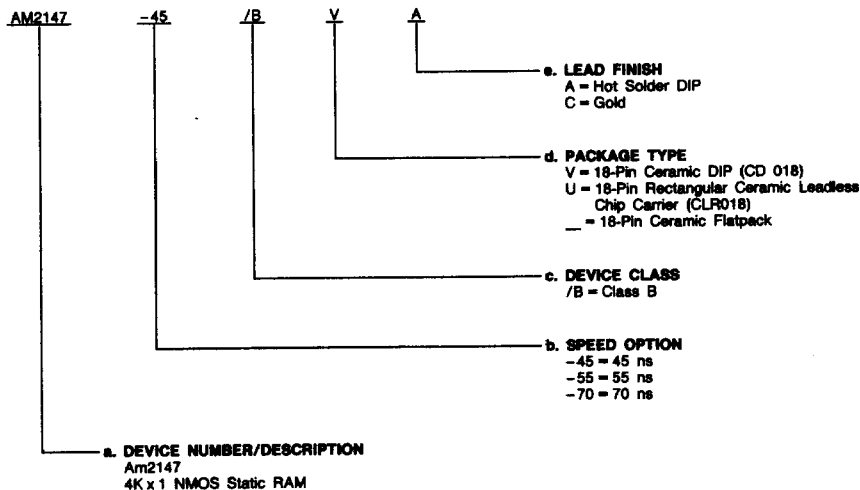 AM2147 -45 /B V A
e. LEAD FINISH
A = Hot Solder DIP
C = Gold
d. PACKAGE TYPE
V = 18-Pin Ceramic DIP (CD 018)
U = 18-Pin Rectangular Ceramic Leadless
Chip Carrier (CLR018)
__ = 18-Pin Ceramic Flatpack
c. DEVICE CLASS
/B = Class B
b. SPEED OPTION
-45 = 45 ns
-55 = 55 ns
-70 = 70 ns
a. DEVICE NUMBER/DESCRIPTION
Am2147
4K x 1 NMOS Static RAM